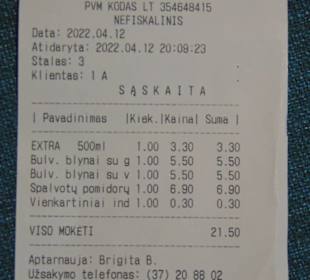 PVM KODAS LT 354648415
NEFISKALINIS
Data: 2022.04.12
Atidaryta: 2022.04.12 20:09:23
Stalas: 3
Klientas: 1 A
SĄSKAITA
| Pavadinimas |Kiek.|Kaina| Suma |
EXTRA 500ml 1.00 3.30 3.30
Bulv. blynai su g 1.00 5.50 5.50
Bulv. blynai su v 1.00 5.50 5.50
Spalvotų pomidorų 1.00 6.90 6.90
Vienkartiniai ind 1.00 0.30 0.30
VISO MOKĖTI 21.50
Aptarnauja: Brigita B.
Užsakymo telefonas: (37) 20 88 02